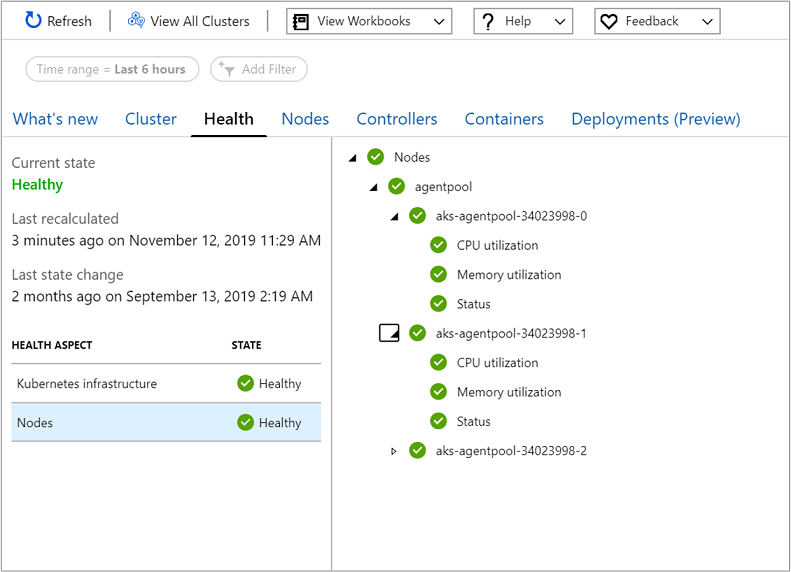 Refresh View All Clusters View Workbooks Help Feedback
Time range = Last 6 hours Add Filter
What's new Cluster Health Nodes Controllers Containers Deployments (Preview)
Current state
Healthy
Last recalculated
3 minutes ago on November 12, 2019 11:29 AM
Last state change
2 months ago on September 13, 2019 2:19 AM
HEALTH ASPECT STATE
Kubernetes infrastructure Healthy
Nodes Healthy
Nodes
agentpool
aks-agentpool-34023998-0
CPU utilization
Memory utilization
Status
aks-agentpool-34023998-1
CPU utilization
Memory utilization
Status
aks-agentpool-34023998-2